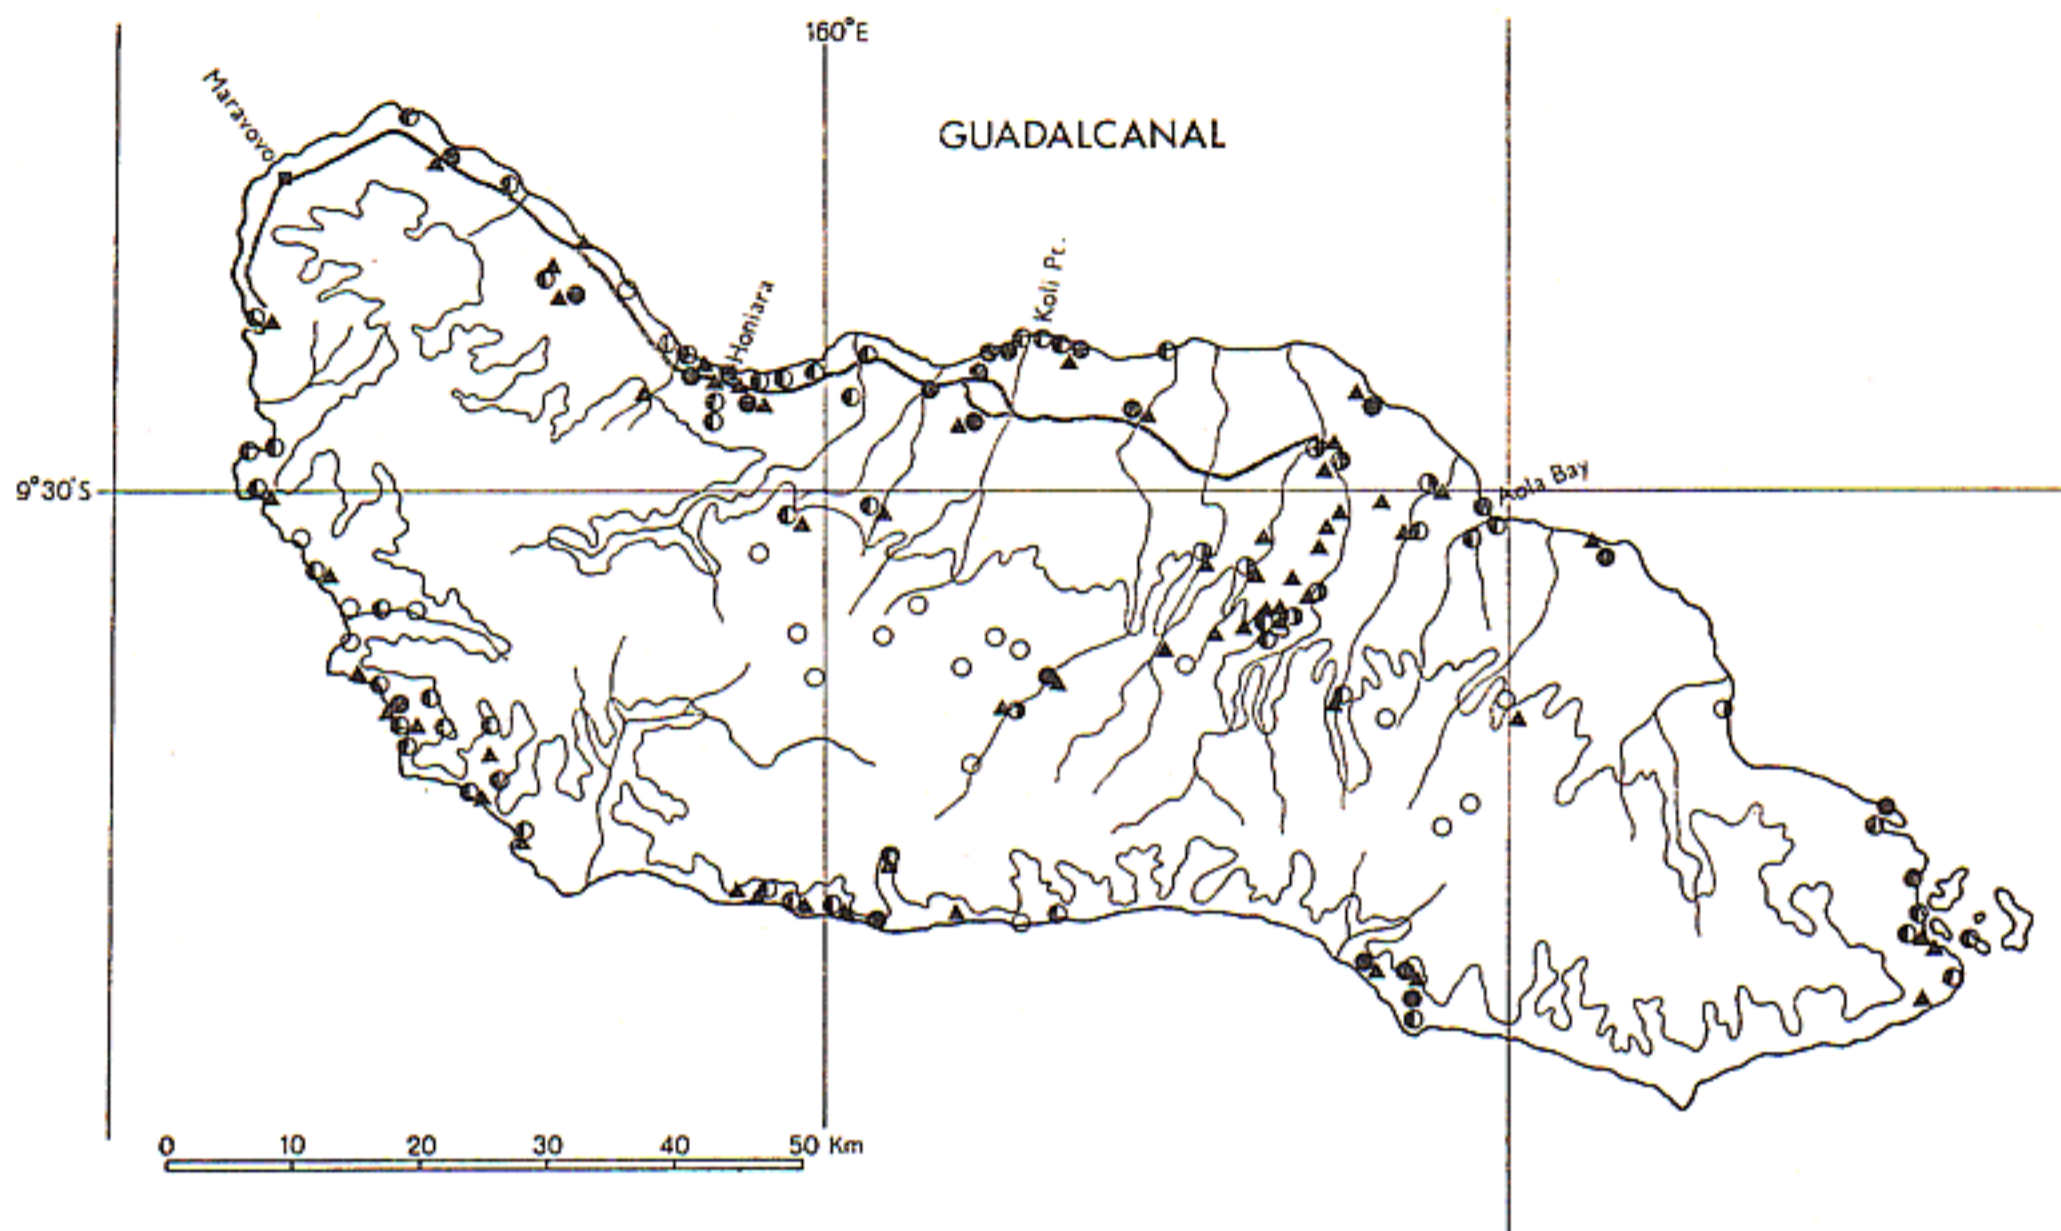 160°E
Maravovo
GUADALCANAL
Koli Pt.
Honiara
9°30'S
Aola Bay
0 10 20 30 40 50 Km